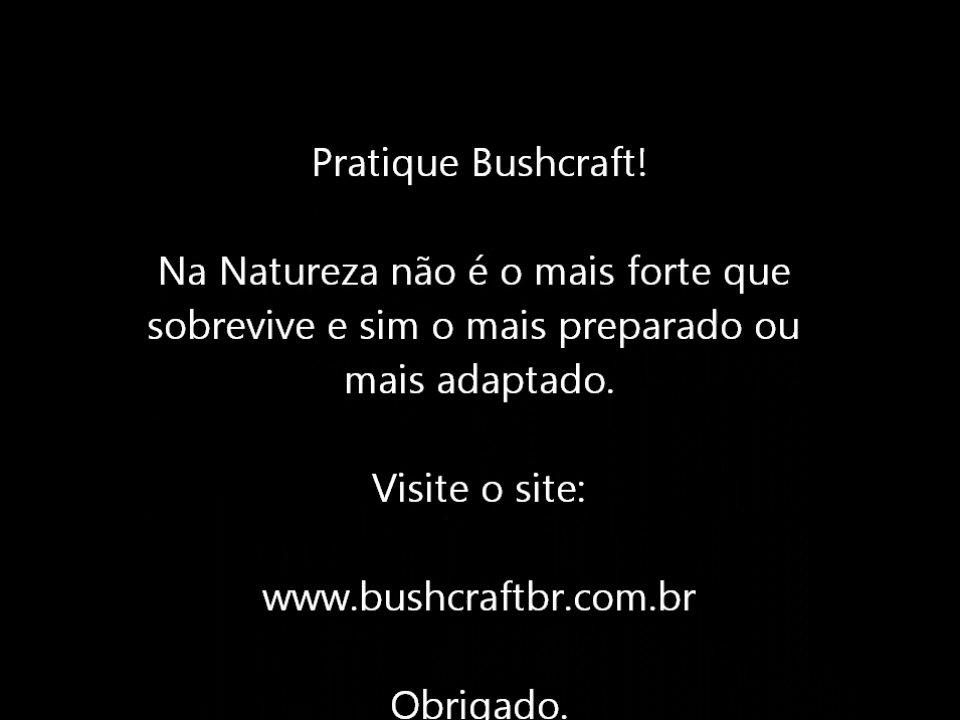 Pratique Bushcraft!
Na Natureza não é o mais forte que
sobrevive e sim o mais preparado ou
mais adaptado.
Visite o site:
www.bushcraftbr.com.br
Obrigado.